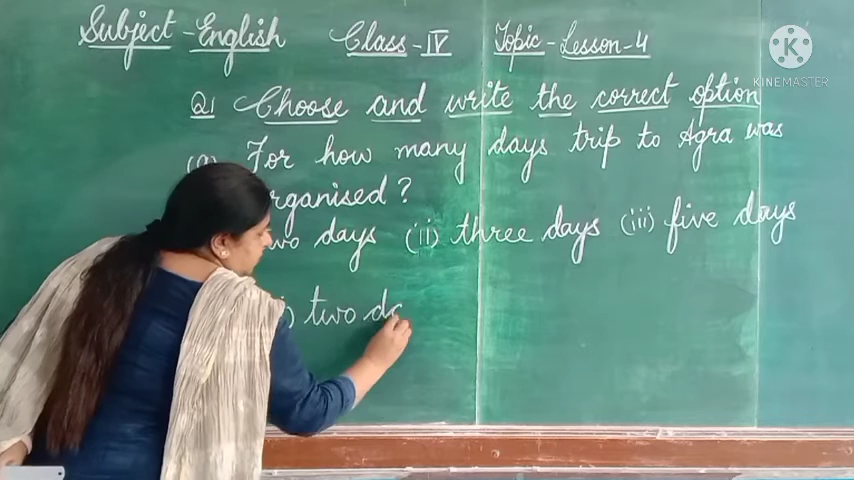 Subject - English Class - IV Topic - Lesson - 4
K
KINEMASTER
Q1 Choose and write the correct option
(a) For how many days trip to Agra was
organised?
two days (ii) three days (iii) five days
) two da